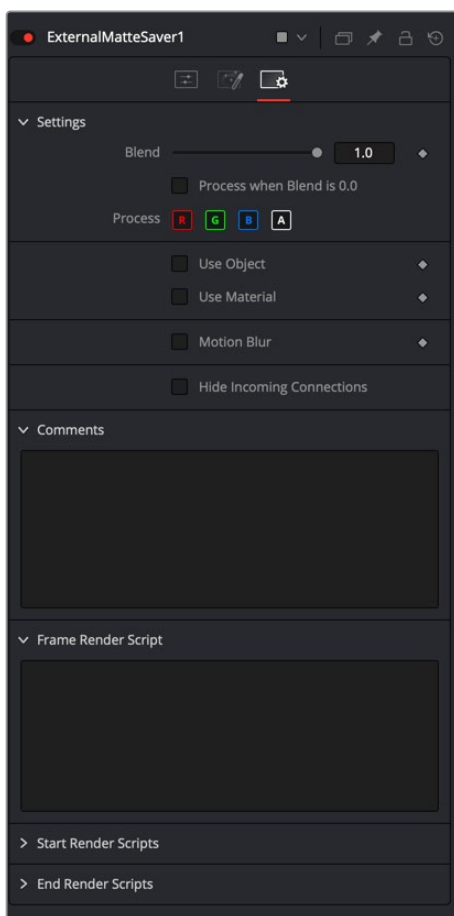 ExternalMatteSaver1
Settings
Blend 1.0
Process when Blend is 0.0
Process R G B A
Use Object
Use Material
Motion Blur
Hide Incoming Connections
Comments
Frame Render Script
Start Render Scripts
End Render Scripts